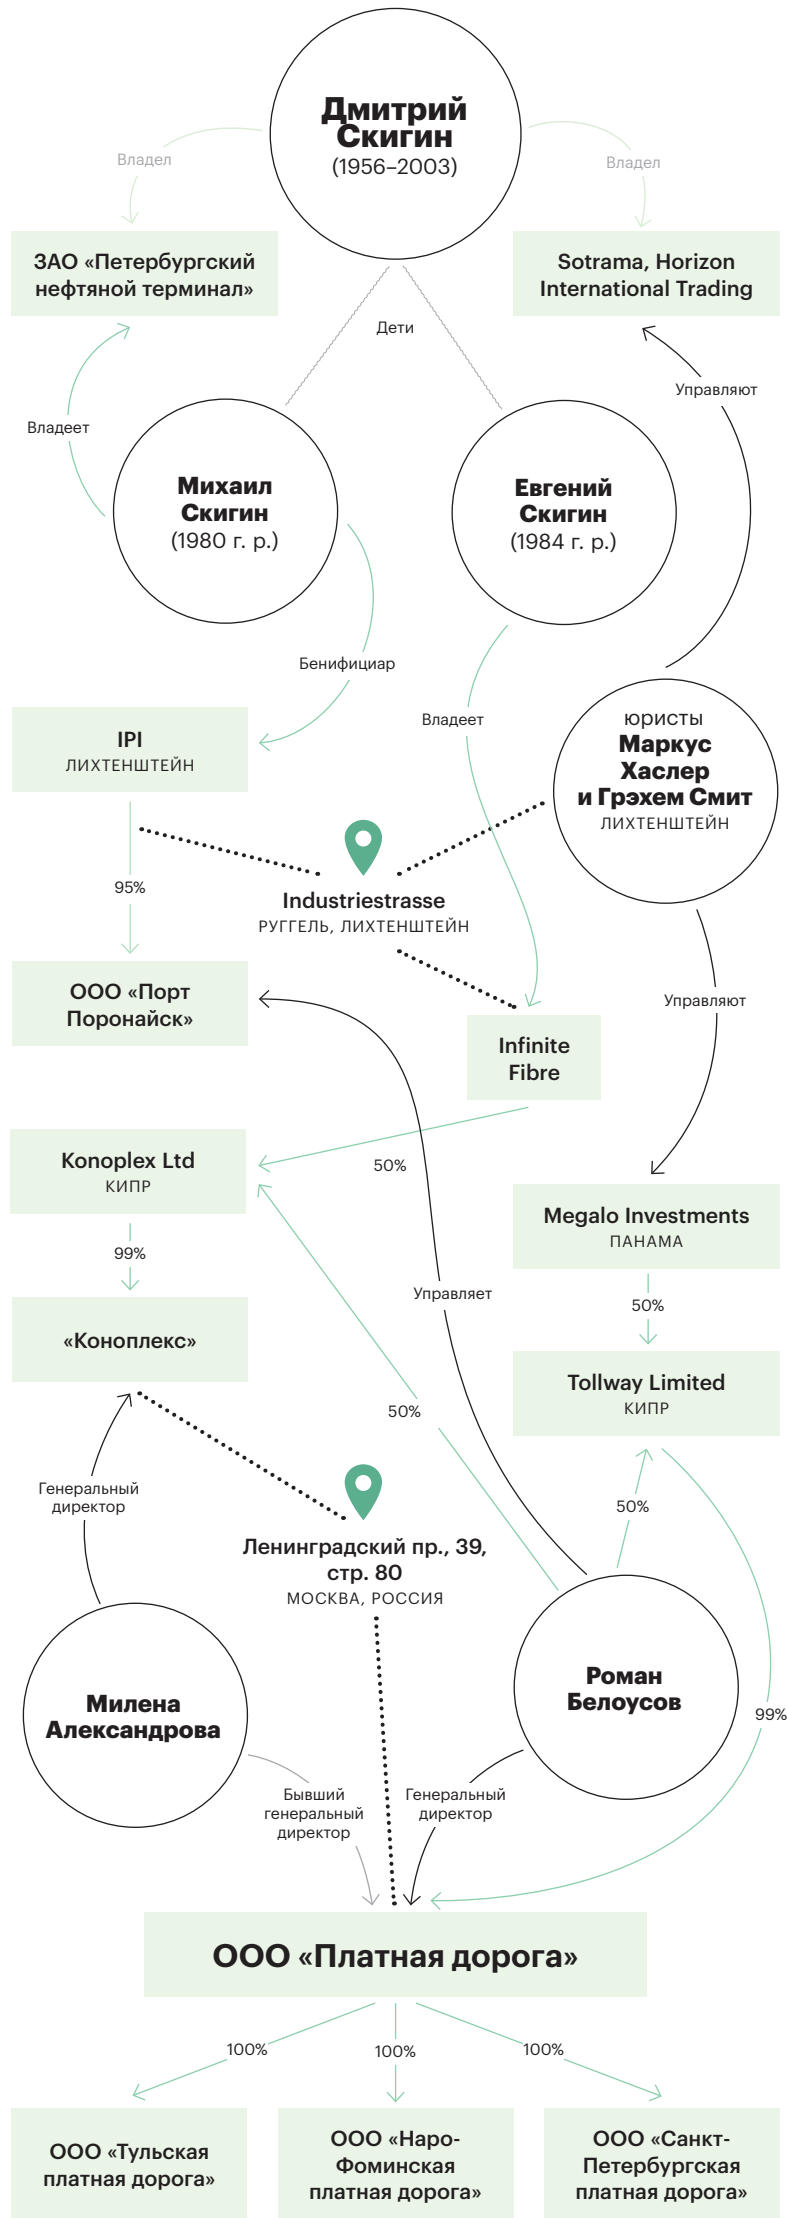 Дмитрий
Скигин
(1956–2003)
Владел
Владел
ЗАО «Петербургский
нефтяной терминал»
Sotrama, Horizon
International Trading
Дети
Управляют
Владеет
Михаил
Скигин
(1980 г. р.)
Евгений
Скигин
(1984 г. р.)
Бенифициар
Владеет
IPI
ЛИХТЕНШТЕЙН
юристы
Маркус
Хаслер
и Грэхем Смит
ЛИХТЕНШТЕЙН
95%
Industriestrasse
РУГГЕЛЬ, ЛИХТЕНШТЕЙН
ООО «Порт
Поронайск»
Управляют
Infinite
Fibre
Konoplex Ltd
КИПР
50%
Megalo Investments
ПАНАМА
99%
Управляет
50%
«Коноплекс»
Tollway Limited
КИПР
50%
Генеральный
директор
50%
Ленинградский пр., 39,
стр. 80
МОСКВА, РОССИЯ
Милена
Александрова
Роман
Белоусов
99%
Бывший
генеральный
директор
Генеральный
директор
ООО «Платная дорога»
100%
100%
100%
ООО «Тульская
платная дорога»
ООО «Наро-
Фоминская
платная дорога»
ООО «Санкт-
Петербургская
платная дорога»